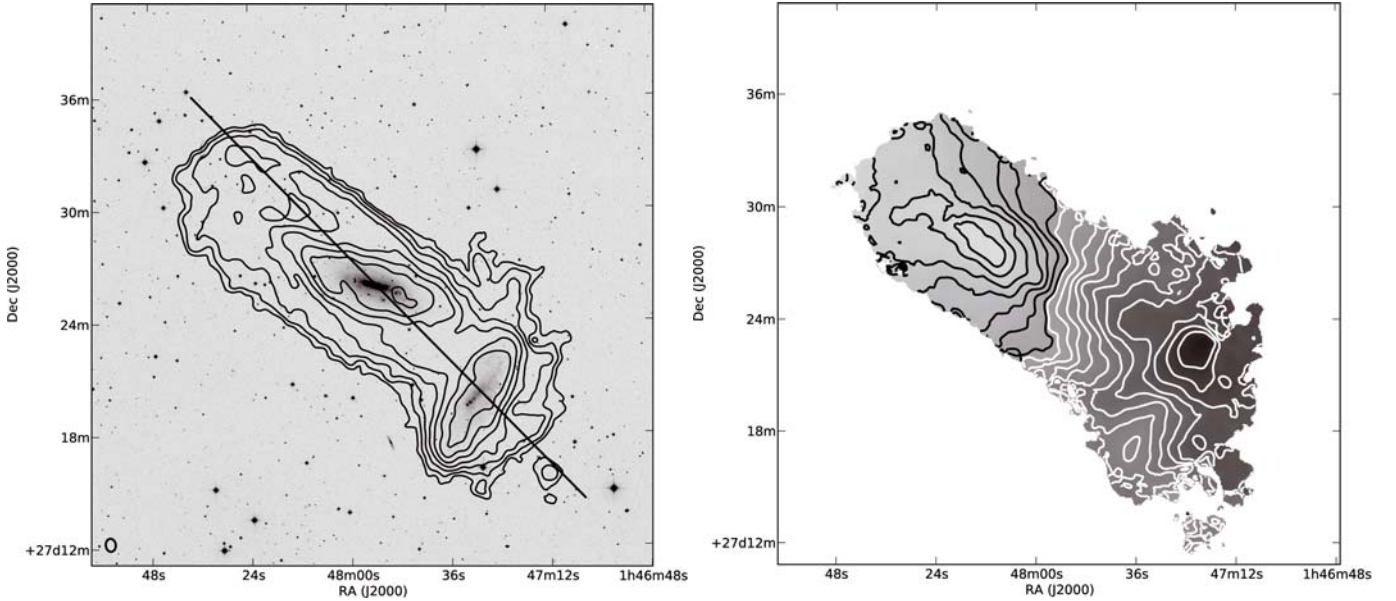 36m
30m
24m
18m
+27d12m
Dec (J2000)
48s
24s
48m00s
36s
47m12s
1h46m48s
RA (J2000)
36m
30m
24m
18m
+27d12m
Dec (J2000)
48s
24s
48m00s
36s
47m12s
1h46m48s
RA (J2000)